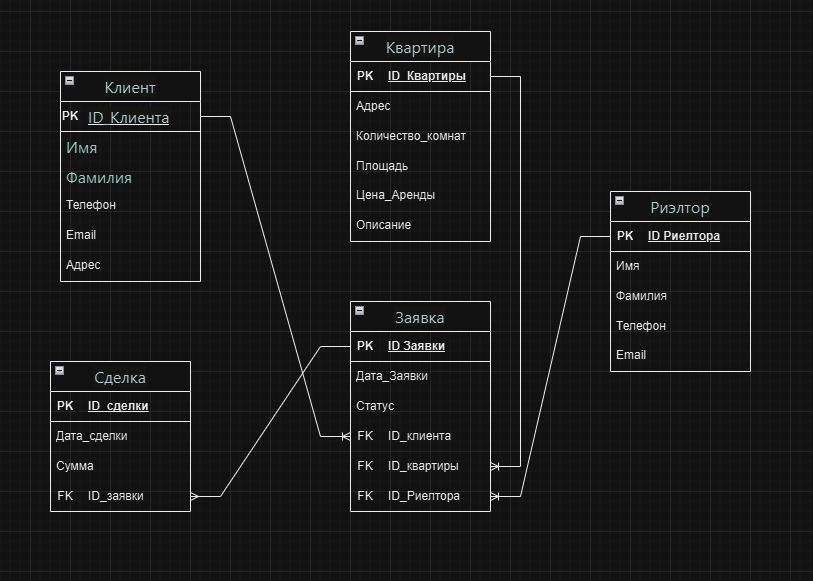 Клиент
PK ID_Клиента
Имя
Фамилия
Телефон
Email
Адрес
Квартира
PK ID_Квартиры
Адрес
Количество_комнат
Площадь
Цена_Аренды
Описание
Риэлтор
PK ID Риелтора
Имя
Фамилия
Телефон
Email
Сделка
PK ID_сделки
Дата_сделки
Сумма
FK ID_заявки
Заявка
PK ID Заявки
Дата_Заявки
Статус
FK ID_клиента
FK ID_квартиры
FK ID_Риелтора